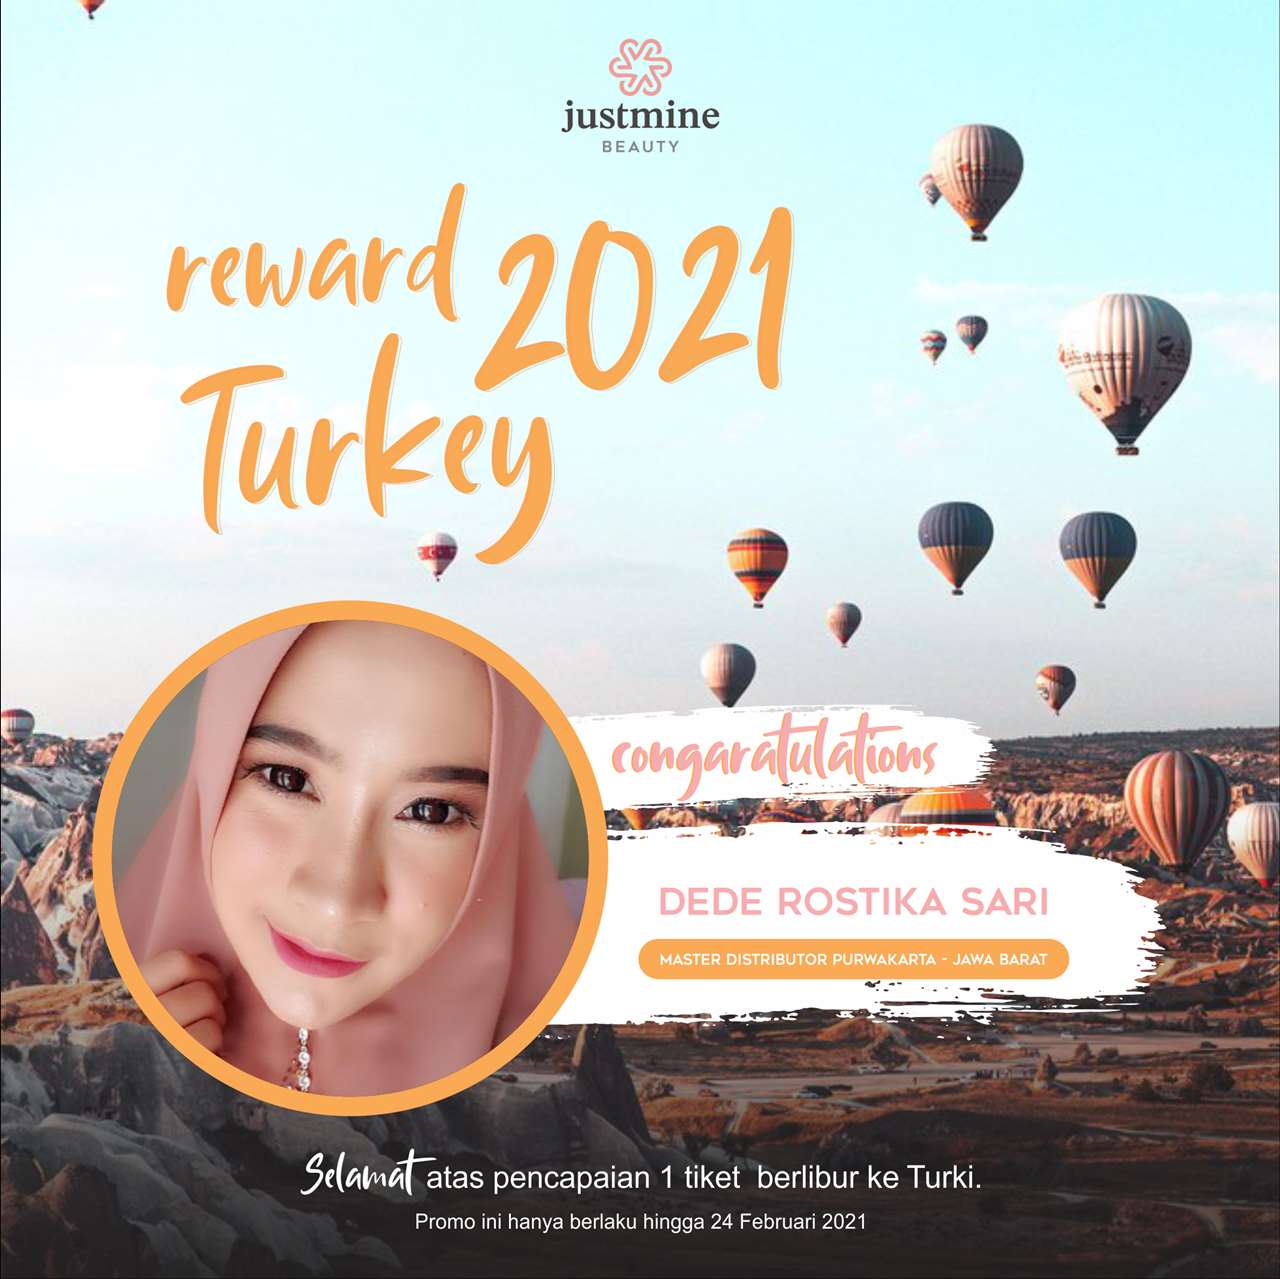 justmine
BEAUTY
reward 2021
Turkey
congaratulations
DEDE ROSTIKA SARI
MASTER DISTRIBUTOR PURWAKARTA - JAWA BARAT
Selamat atas pencapaian 1 tiket berlibur ke Turki.
Promo ini hanya berlaku hingga 24 Februari 2021